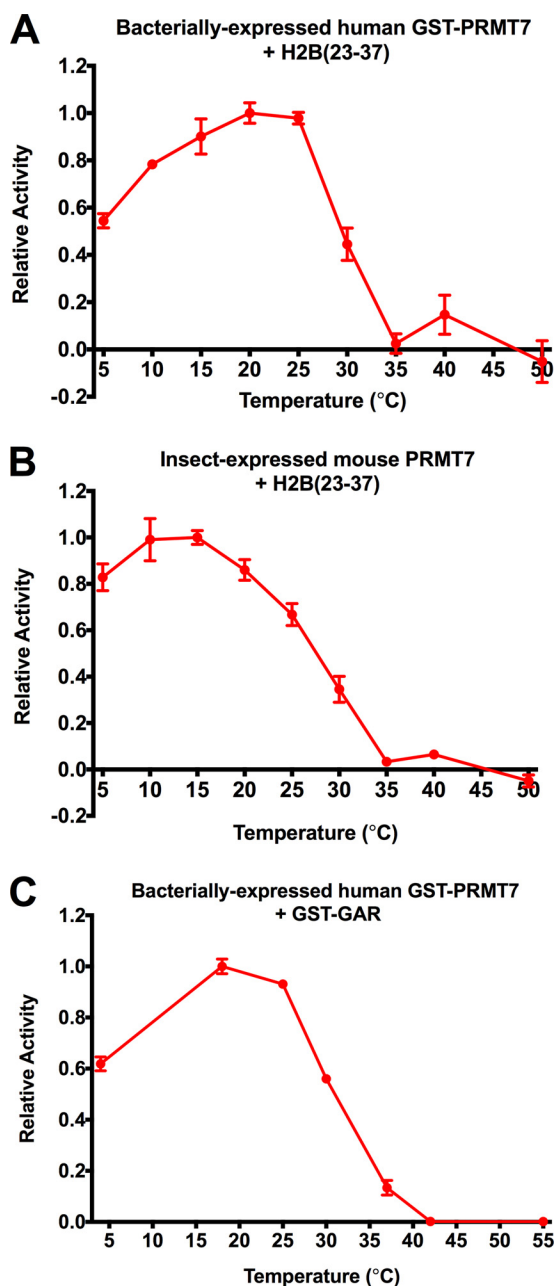 A
Bacterially-expressed human GST-PRMT7
+ H2B(23-37)
1.2
1.0
0.8
0.6
0.4
0.2
0.0
-0.2
Relative Activity
5 10 15 20 25 30 35 40 45 50
Temperature (°C)
B
Insect-expressed mouse PRMT7
+ H2B(23-37)
1.2
1.0
0.8
0.6
0.4
0.2
0.0
-0.2
Relative Activity
5 10 15 20 25 30 35 40 45 50
Temperature (°C)
C
Bacterially-expressed human GST-PRMT7
+ GST-GAR
1.2
1.0
0.8
0.6
0.4
0.2
0.0
Relative Activity
5 10 15 20 25 30 35 40 45 50 55
Temperature (°C)